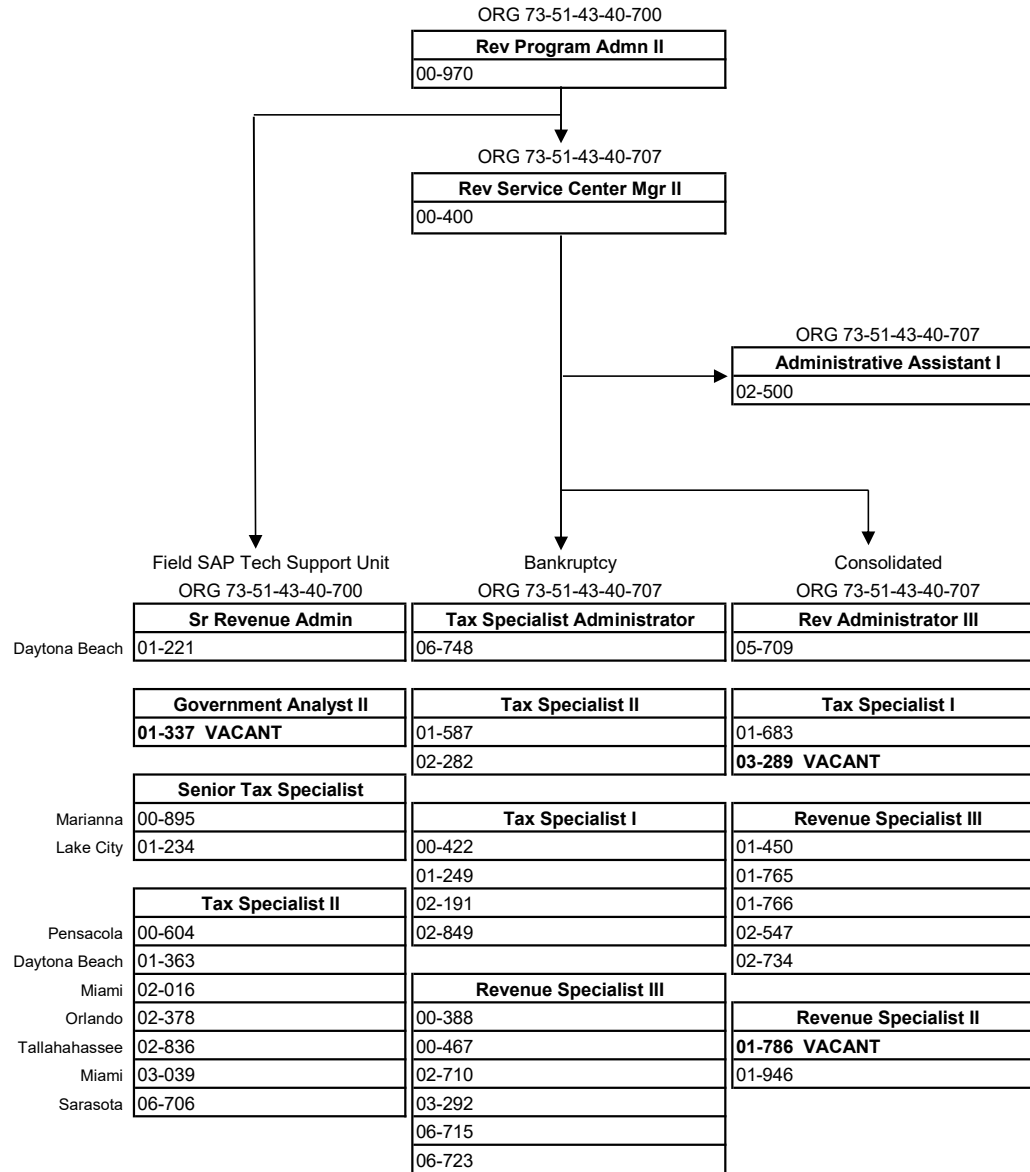 ORG 73-51-43-40-700
Rev Program Admn II
00-970
ORG 73-51-43-40-707
Rev Service Center Mgr II
00-400
ORG 73-51-43-40-707
Administrative Assistant I
02-500
Field SAP Tech Support Unit
ORG 73-51-43-40-700
Sr Revenue Admin
Daytona Beach 01-221
Government Analyst II
01-337 VACANT
Senior Tax Specialist
Marianna 00-895
Lake City 01-234
Tax Specialist II
Pensacola 00-604
Daytona Beach 01-363
Miami 02-016
Orlando 02-378
Tallahahassee 02-836
Miami 03-039
Sarasota 06-706
Bankruptcy
ORG 73-51-43-40-707
Tax Specialist Administrator
06-748
Tax Specialist II
01-587
02-282
Tax Specialist I
00-422
01-249
02-191
02-849
Revenue Specialist III
00-388
00-467
02-710
03-292
06-715
06-723
Consolidated
ORG 73-51-43-40-707
Rev Administrator III
05-709
Tax Specialist I
01-683
03-289 VACANT
Revenue Specialist III
01-450
01-765
01-766
02-547
02-734
Revenue Specialist II
01-786 VACANT
01-946